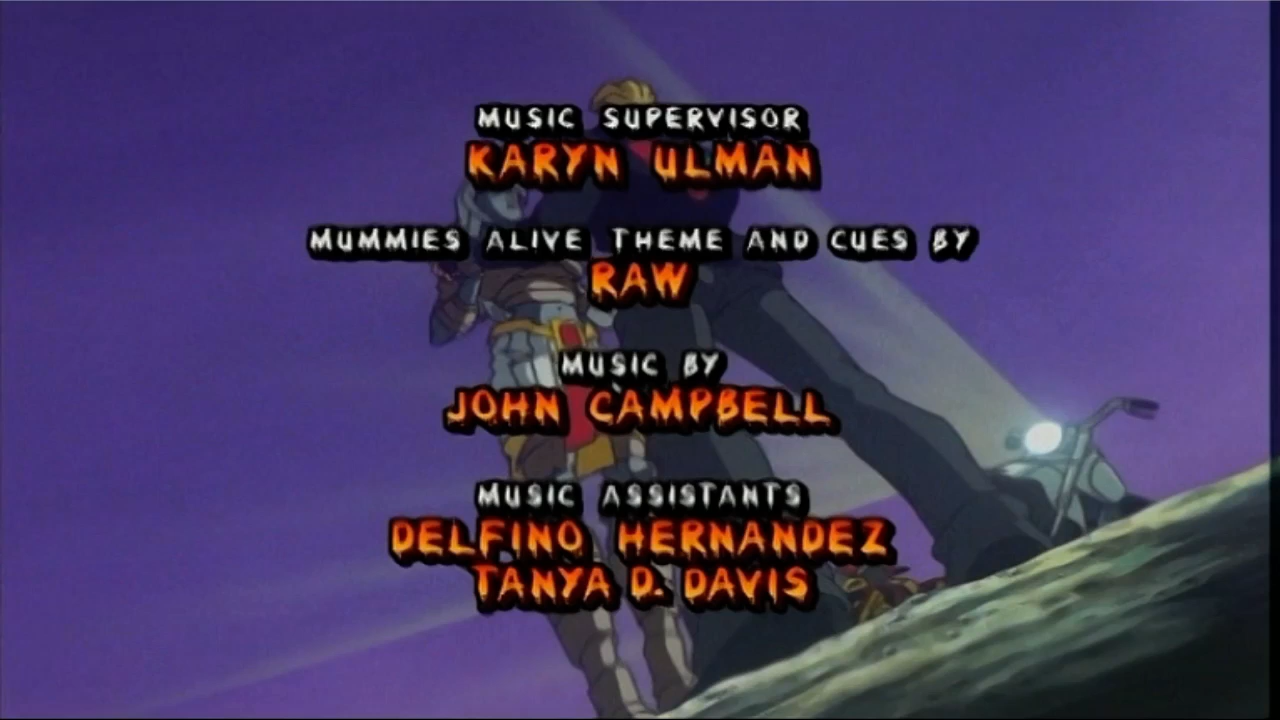 MUSIC SUPERVISOR
KARYN ULMAN
MUMMIES ALIVE THEME AND CUES BY
RAW
MUSIC BY
JOHN CAMPBELL
MUSIC ASSISTANTS
DELFINO HERNANDEZ
TANYA D. DAVIS